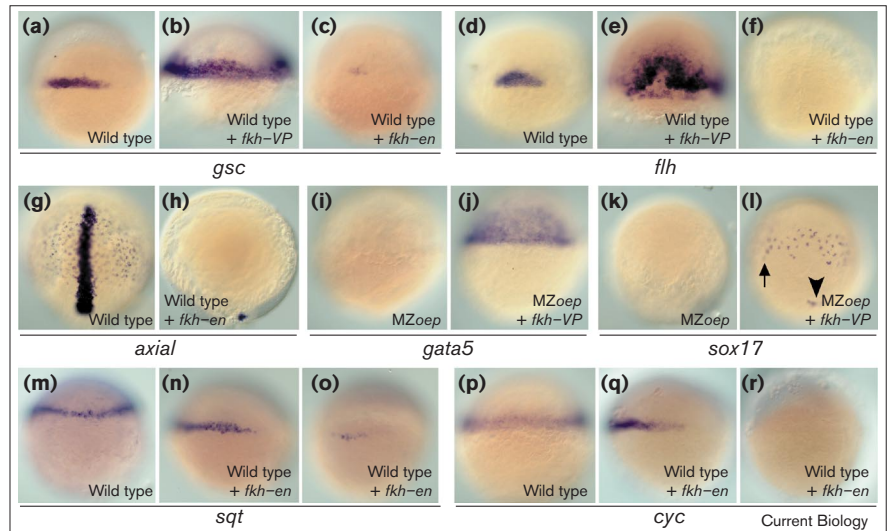 (a)
Wild type
(b)
Wild type
+ fkh–VP
(c)
Wild type
+ fkh–en
gsc
(d)
Wild type
(e)
Wild type
+ fkh–VP
(f)
Wild type
+ fkh–en
flh
(g)
Wild type
(h)
Wild type
+ fkh–en
axial
(i)
MZoep
(j)
MZoep
+ fkh–VP
gata5
(k)
MZoep
(l)
MZoep
+ fkh–VP
sox17
(m)
Wild type
(n)
Wild type
+ fkh–en
(o)
Wild type
+ fkh–en
sqt
(p)
Wild type
(q)
Wild type
+ fkh–en
(r)
Wild type
+ fkh–en
cyc
Current Biology